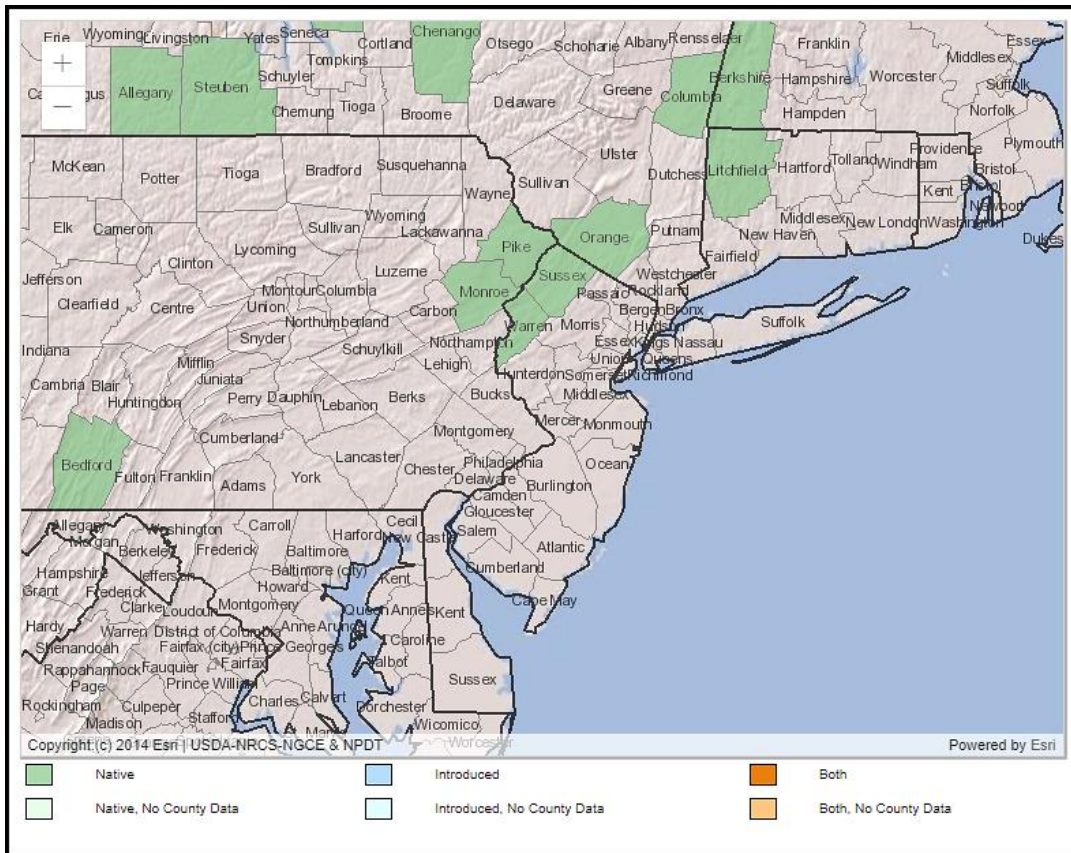 Erie Wyoming Livingston Yates Seneca Cortland Chenango Otsego Schoharie Albany Rensselaer Franklin Middlesex Essex
+ Tompkins Schuyler Greene Berkshire Hampshire Worcester Suffolk
− Allegany Steuben Chemung Tioga Broome Delaware Columbia Hampden Norfolk
McKean Potter Tioga Bradford Susquehanna Ulster Dutchess Litchfield Hartford Tolland Windham Providence Bristol Plymouth
Wayne Sullivan Kent Bristol Newport
Elk Cameron Sullivan Wyoming Lackawanna Orange Putnam Middlesex New London Washington
Lycoming Pike New Haven Dukes
Jefferson Clinton Luzerne Sussex Westchester Fairfield
Clearfield Centre Montour Columbia Monroe Passaic Rockland
Union Carbon Bergen Bronx
Northumberland Warren Morris Hudson Suffolk
Indiana Snyder Schuylkill Northampton Essex Kings Nassau
Mifflin Lehigh Union Queens
Cambria Blair Juniata Hunterdon Somerset Richmond
Huntingdon Perry Dauphin Lebanon Berks Bucks Middlesex
Cumberland Montgomery Mercer Monmouth
Bedford Fulton Franklin Adams York Lancaster Chester Philadelphia Ocean
Delaware Burlington
Camden
Allegany Washington Carroll Harford Cecil New Castle Gloucester
Morgan Berkeley Frederick Baltimore Salem Atlantic
Hampshire Jefferson Baltimore (city) Kent Cumberland
Grant Frederick Howard
Clarke Loudoun Montgomery Queen Anne's Kent Cape May
Hardy Warren District of Columbia Anne Arundel Caroline
Shenandoah Fairfax (city) Prince George's
Rappahannock Fauquier Fairfax Talbot
Page Prince William Sussex
Rockingham Culpeper Charles Calvert Dorchester
Madison Stafford St. Mary's Wicomico
Worcester
Copyright:(c) 2014 Esri | USDA-NRCS-NGCE & NPDT Powered by Esri
Native Introduced Both
Native, No County Data Introduced, No County Data Both, No County Data